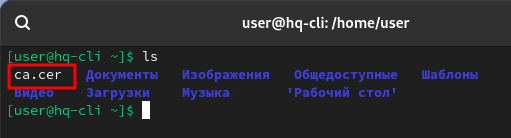 user@hq-cli: /home/user
[user@hq-cli ~]$ ls
ca.cer Документы Изображения Общедоступные Шаблоны
Видео Загрузки Музыка 'Рабочий стол'
[user@hq-cli ~]$